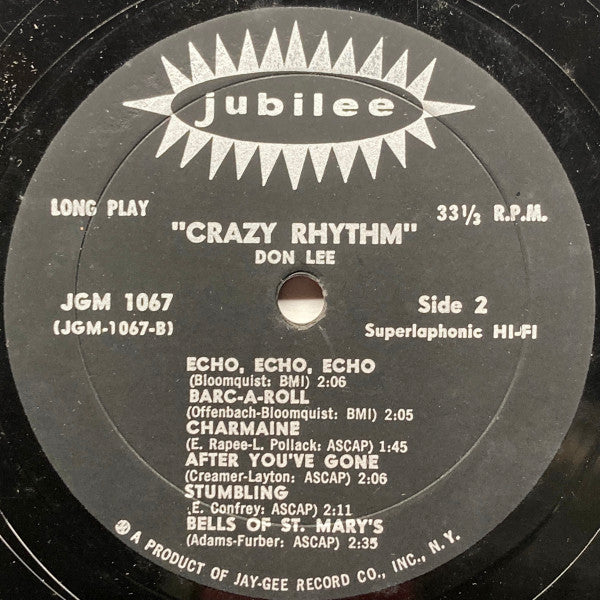 jubilee
LONG PLAY
33⅓ R.P.M.
"CRAZY RHYTHM"
DON LEE
JGM 1067
(JGM-1067-B)
Side 2
Superlaphonic HI-FI
ECHO, ECHO, ECHO
(Bloomquist: BMI) 2:06
BARC-A-ROLL
(Offenbach-Bloomquist: BMI) 2:05
CHARMAINE
(E. Rapee-L. Pollack: ASCAP) 1:45
AFTER YOU'VE GONE
(Creamer-Layton: ASCAP) 2:06
STUMBLING
(E. Confrey: ASCAP) 2:11
BELLS OF ST. MARY'S
(Adams-Furber: ASCAP) 2:35
A PRODUCT OF JAY-GEE RECORD CO., INC., N. Y.